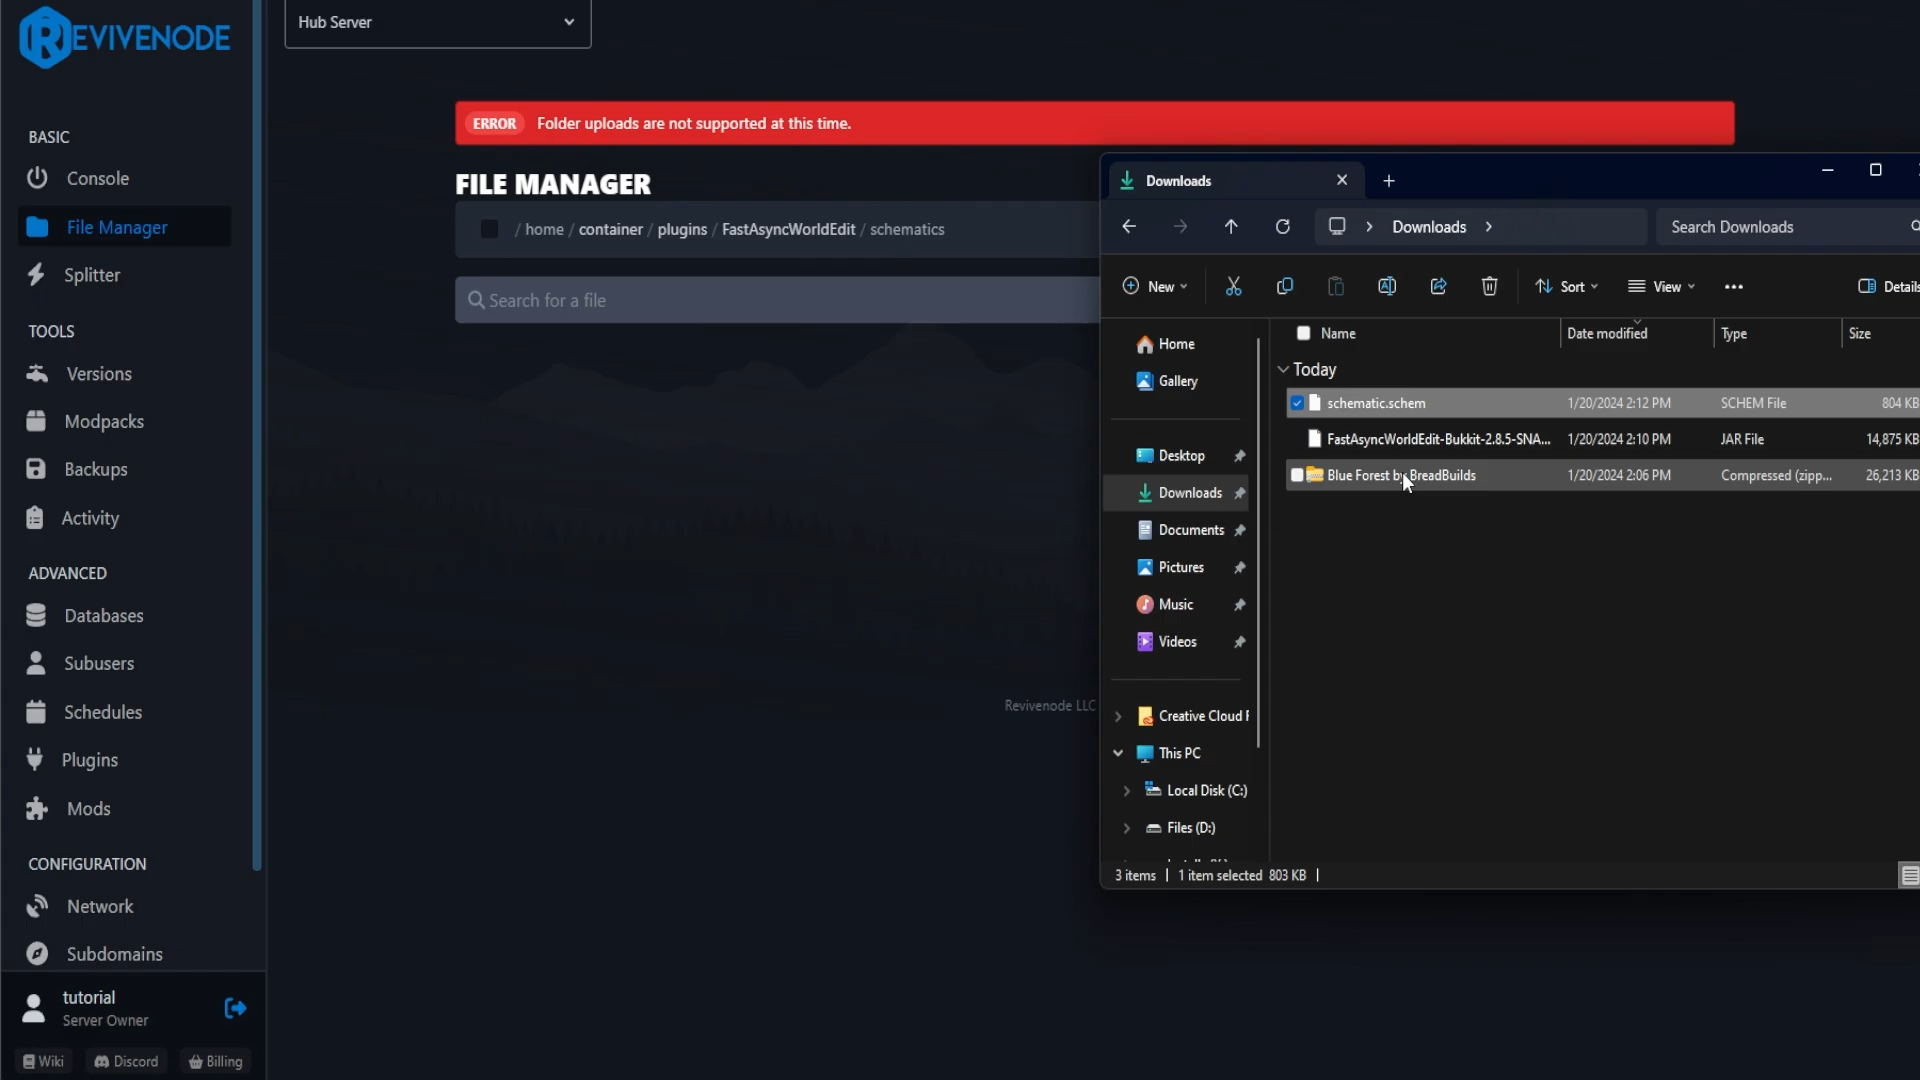 REVIVENODE
BASIC
Console
File Manager
Splitter
TOOLS
Versions
Modpacks
Backups
Activity
ADVANCED
Databases
Subusers
Schedules
Plugins
Mods
CONFIGURATION
Network
Subdomains
tutorial
Server Owner
Wiki Discord Billing
Hub Server
ERROR Folder uploads are not supported at this time.
FILE MANAGER
/ home / container / plugins / FastAsyncWorldEdit / schematics
Search for a file
Revivenode LLC
Downloads
Downloads
Search Downloads
New Sort View Details
Home
Gallery
Desktop
Downloads
Documents
Pictures
Music
Videos
Creative Cloud F
This PC
Local Disk (C:)
Files (D:)
Name Date modified Type Size
Today
schematic.schem 1/20/2024 2:12 PM SCHEM File 804 KB
FastAsyncWorldEdit-Bukkit-2.8.5-SNA... 1/20/2024 2:10 PM JAR File 14,875 KB
Blue Forest by BreadBuilds 1/20/2024 2:06 PM Compressed (zipp... 26,213 KB
3 items 1 item selected 803 KB